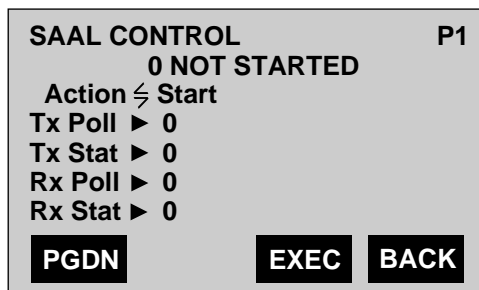 SAAL CONTROL P1
0 NOT STARTED
Action ⥃ Start
Tx Poll ► 0
Tx Stat ► 0
Rx Poll ► 0
Rx Stat ► 0
PGDN EXEC BACK